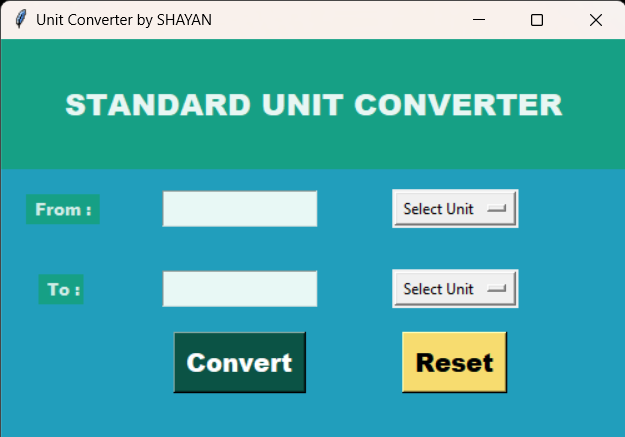 Unit Converter by SHAYAN
STANDARD UNIT CONVERTER
From : Select Unit
To : Select Unit
Convert Reset